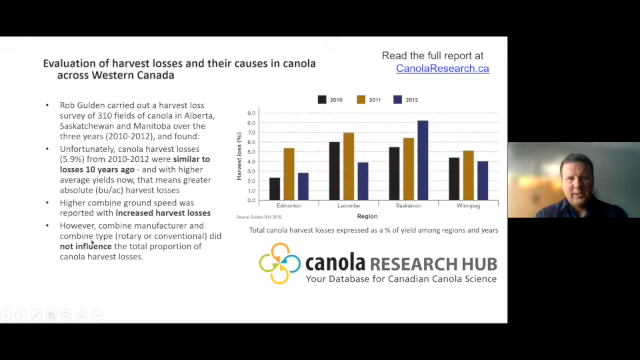 Evaluation of harvest losses and their causes in canola
across Western Canada
Read the full report at
CanolaResearch.ca
Rob Gulden carried out a harvest loss
survey of 310 fields of canola in Alberta,
Saskatchewan and Manitoba over the
three years (2010-2012), and found:
Unfortunately, canola harvest losses
(5.9%) from 2010-2012 were similar to
losses 10 years ago - and with higher
average yields now, that means greater
absolute (bu/ac) harvest losses
Higher combine ground speed was
reported with increased harvest losses
However, combine manufacturer and
combine type (rotary or conventional) did
not influence the total proportion of
canola harvest losses.
2010 2011 2012
Harvest loss (%)
9.0
8.0
7.0
6.0
5.0
4.0
3.0
2.0
1.0
0.0
Edmonton Lacombe Saskatoon Winnipeg
Region
Total canola harvest losses expressed as a % of yield among regions and years
canola RESEARCH HUB
Your Database for Canadian Canola Science